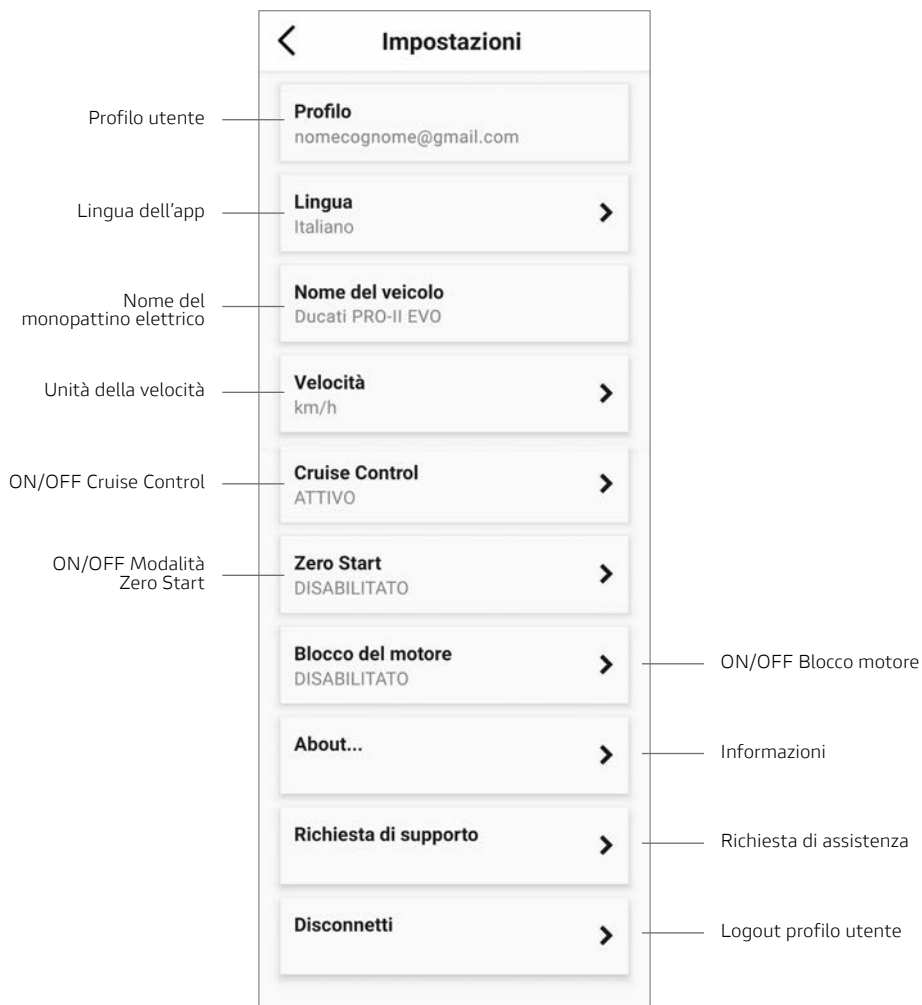 Impostazioni
Profilo utente
Profilo
nomecognome@gmail.com
Lingua dell'app
Lingua
Italiano
Nome del
monopattino elettrico
Nome del veicolo
Ducati PRO-II EVO
Unità della velocità
Velocità
km/h
ON/OFF Cruise Control
Cruise Control
ATTIVO
ON/OFF Modalità
Zero Start
Zero Start
DISABILITATO
Blocco del motore
DISABILITATO
ON/OFF Blocco motore
About...
Informazioni
Richiesta di supporto
Richiesta di assistenza
Disconnetti
Logout profilo utente